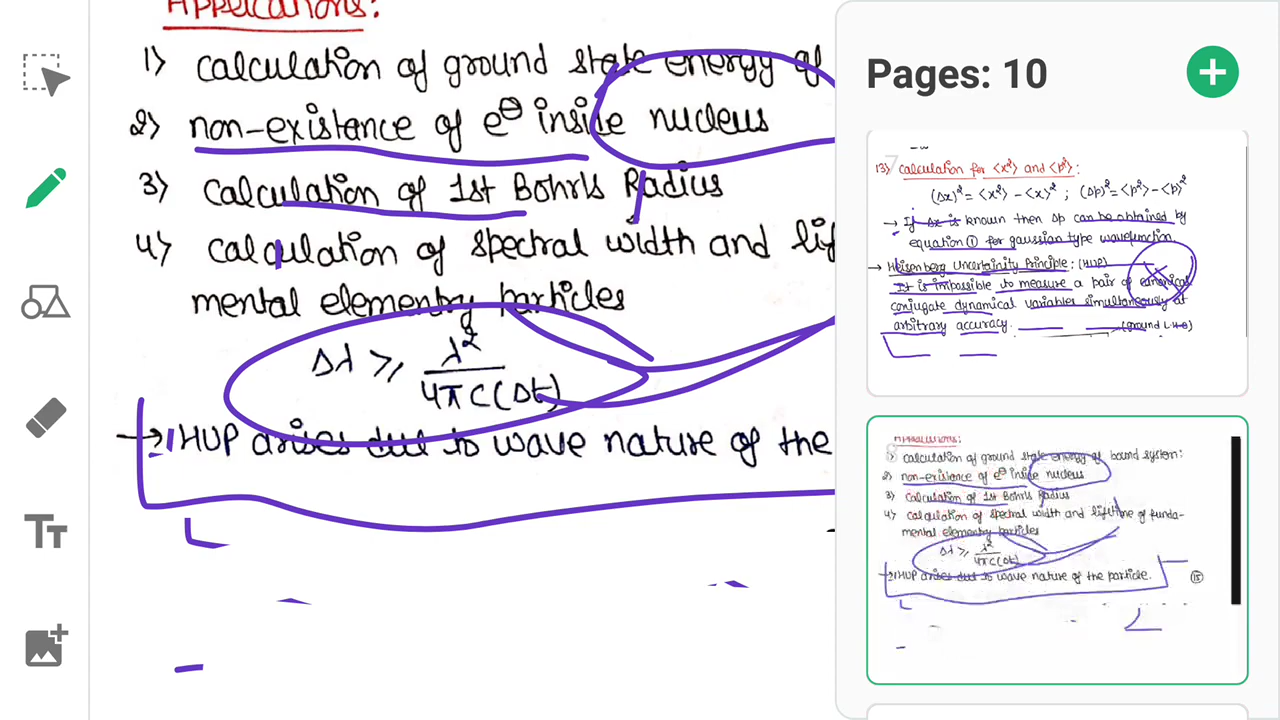 Applications:
1) calculation of ground state energy of
2) non-existence of e⊖ inside nucleus
3) calculation of 1st Bohr's Radius
4) calculation of spectral width and lif
mental elementry particles
Δλ ≥ λ²/4πc(Δt)
→ HUP arises due to wave nature of the
Pages: 10
7
13) calculation for <x²> and <p²>:
(Δx)² = <x²> - <x>² ; (Δp)² = <p²> - <p>²
→ If Δx is known then Δp can be obtained by
equation ① for gaussian type wavefunction
→ Heisenberg Uncertainity Principle: (HUP)
It is impossible to measure a pair of canonical
conjugate dynamical variables simultaneously at
arbitrary accuracy.
8
Applications:
1) calculation of ground state energy of bound system:
2) non-existence of e⊖ inside nucleus
3) calculation of 1st Bohr's Radius
4) calculation of spectral width and lifetime of funda-
mental elementry particles
Δλ ≥ λ²/4πc(Δt)
→ HUP arises due to wave nature of the particle. ⑮